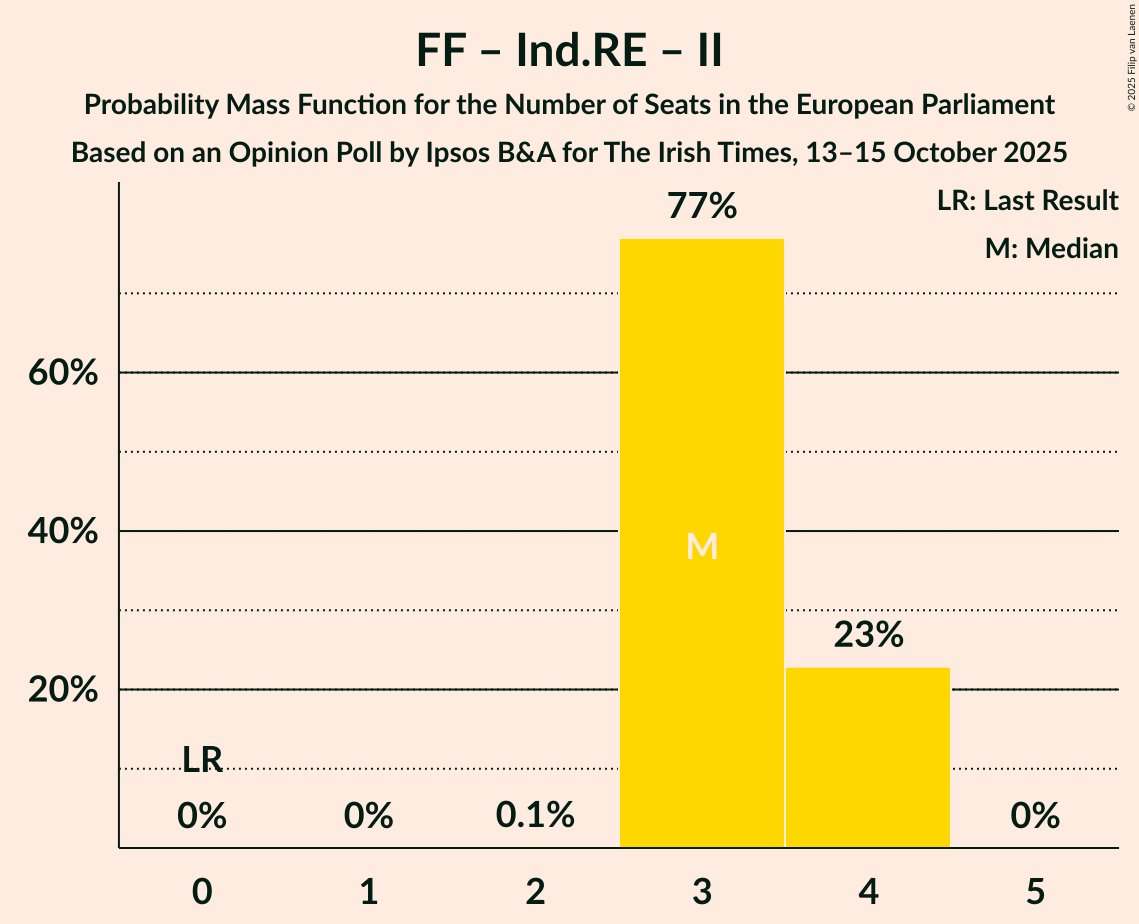 FF – Ind.RE – II
Probability Mass Function for the Number of Seats in the European Parliament
Based on an Opinion Poll by Ipsos B&A for The Irish Times, 13–15 October 2025
© 2025 Filip van Laenen
LR: Last Result
M: Median
77%
60%
M
40%
23%
20%
LR
0%
0%
0.1%
0%
0
1
2
3
4
5